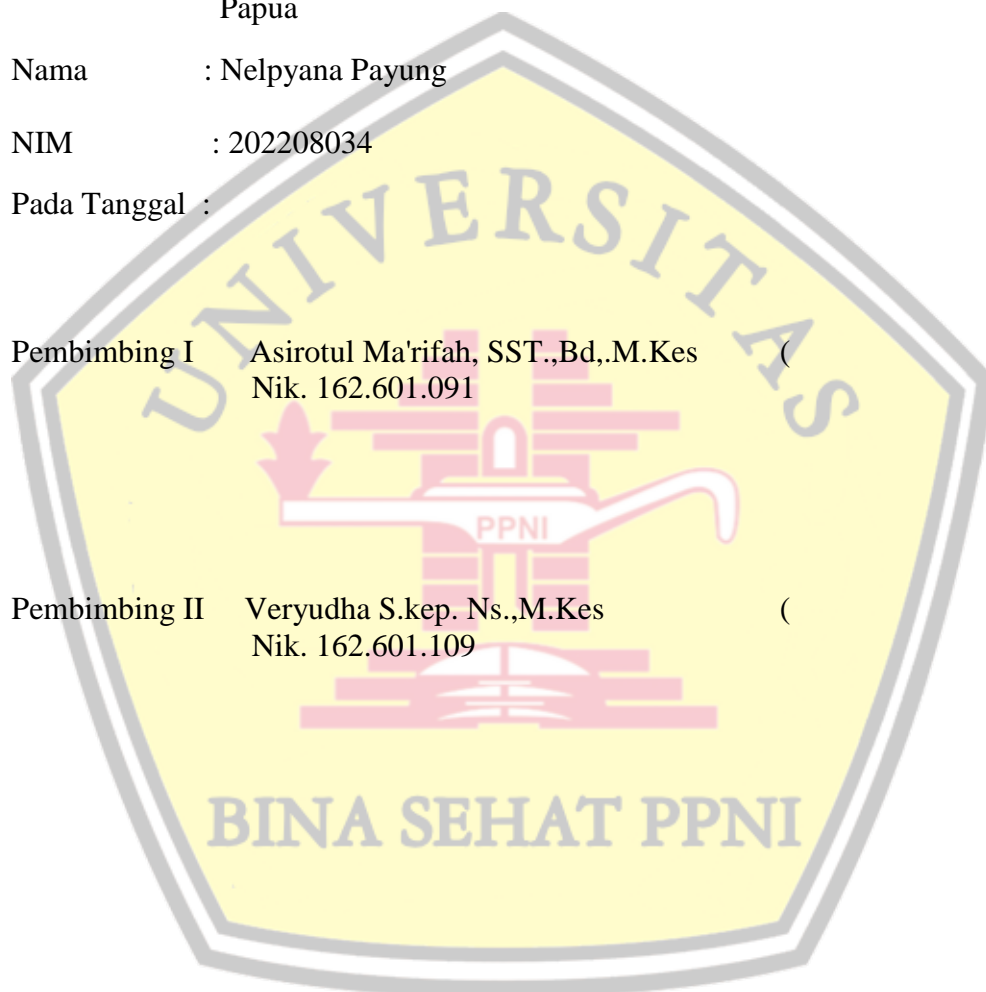 Papua
Nama : Nelpyana Payung
NIM : 202208034
Pada Tanggal :
UNIVERSITAS
Pembimbing I Asirotul Ma'rifah, SST.,Bd,.M.Kes (
Nik. 162.601.091
PPNI
Pembimbing II Veryudha S.kep. Ns.,M.Kes (
Nik. 162.601.109
BINA SEHAT PPNI